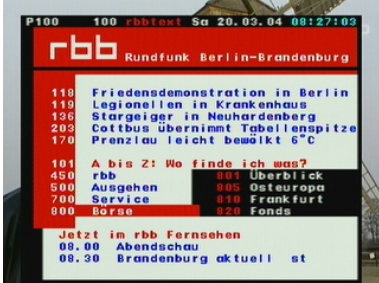 P100 100 rbbtext Sa 20.03.04 08:27:03
rbb Rundfunk Berlin-Brandenburg
118 Friedensdemonstration in Berlin
119 Legionellen in Krankenhaus
136 Stargeiger in Neuhardenberg
203 Cottbus übernimmt Tabellenspitze
170 Prenzlau leicht bewölkt 6°C
101 A bis Z: Wo finde ich was?
450 rbb 801 Überblick
500 Ausgehen 805 Osteuropa
700 Service 810 Frankfurt
800 Börse 820 Fonds
Jetzt im rbb Fernsehen
08.00 Abendschau
08.30 Brandenburg aktuell st